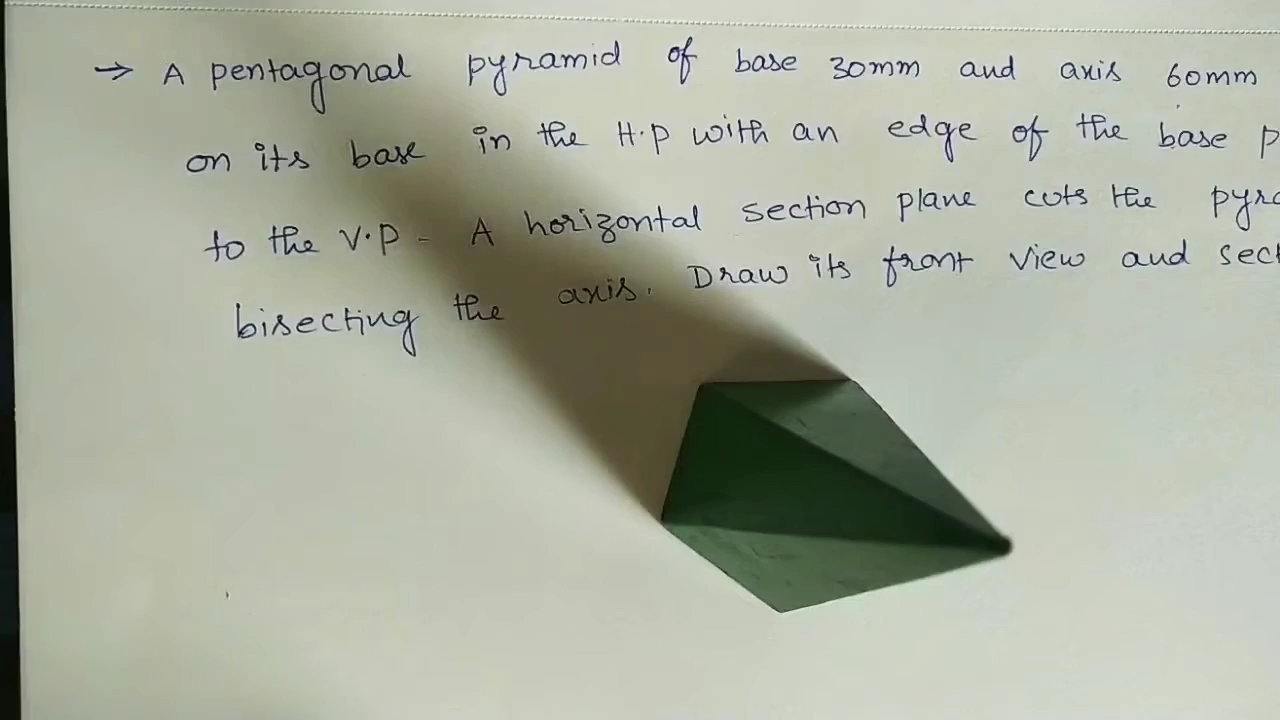 → A pentagonal pyramid of base 30mm and axis 60mm
on its base in the H.P with an edge of the base
to the V.P - A horizontal section plane cuts the
bisecting the axis. Draw its front view and